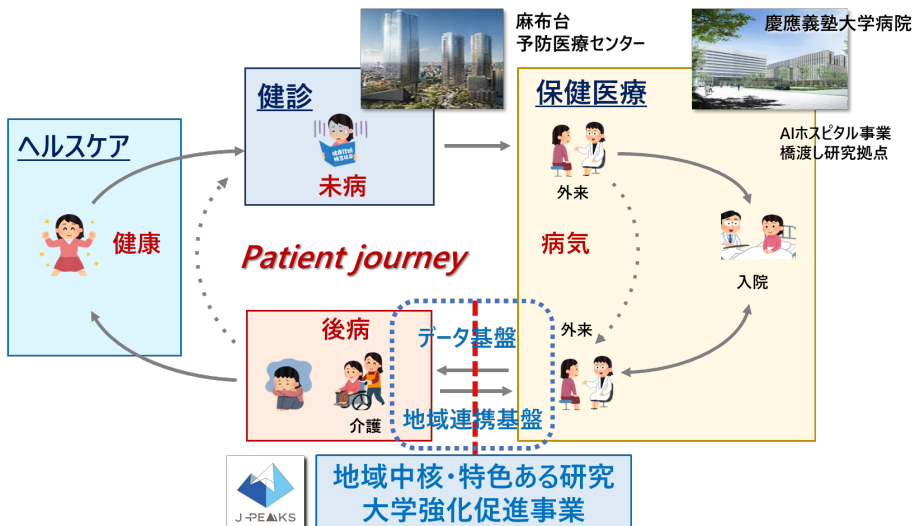 麻布台
予防医療センター
慶應義塾大学病院
健診
保健医療
AIホスピタル事業
橋渡し研究拠点
ヘルスケア
未病
外来
健康
病気
Patient journey
入院
後病
データ基盤
外来
地域連携基盤
介護
地域中核・特色ある研究
大学強化促進事業
J-PEAKS